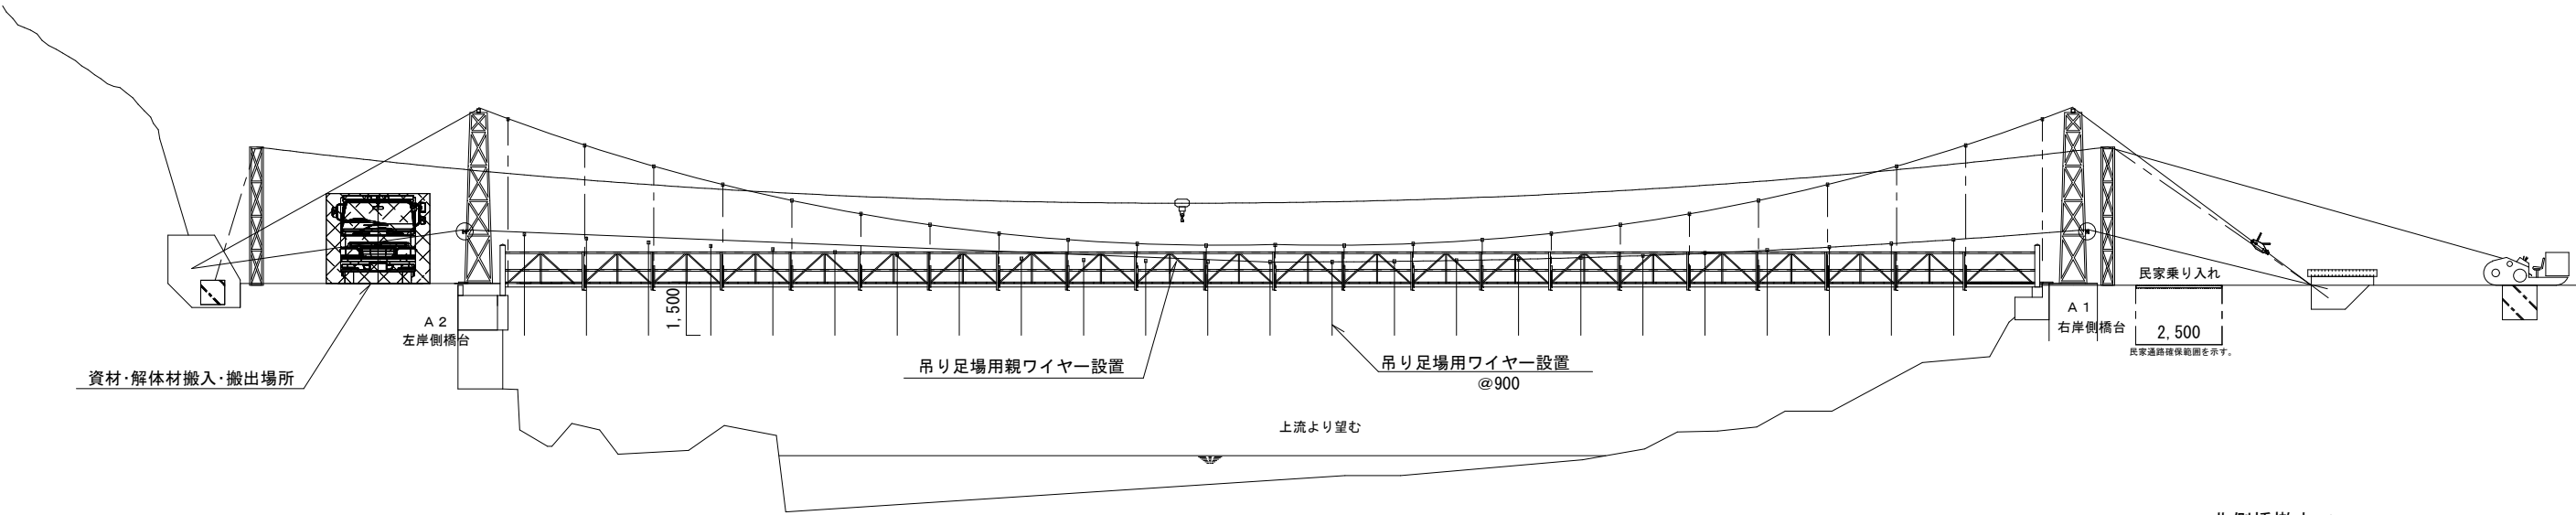 民家乗り入れ
A 2
左岸側橋台
1,500
A 1
右岸側橋台
2,500
民家通路確保範囲を示す。
資材・解体材搬入・搬出場所
吊り足場用親ワイヤー設置
吊り足場用ワイヤー設置
@900
上流より望む